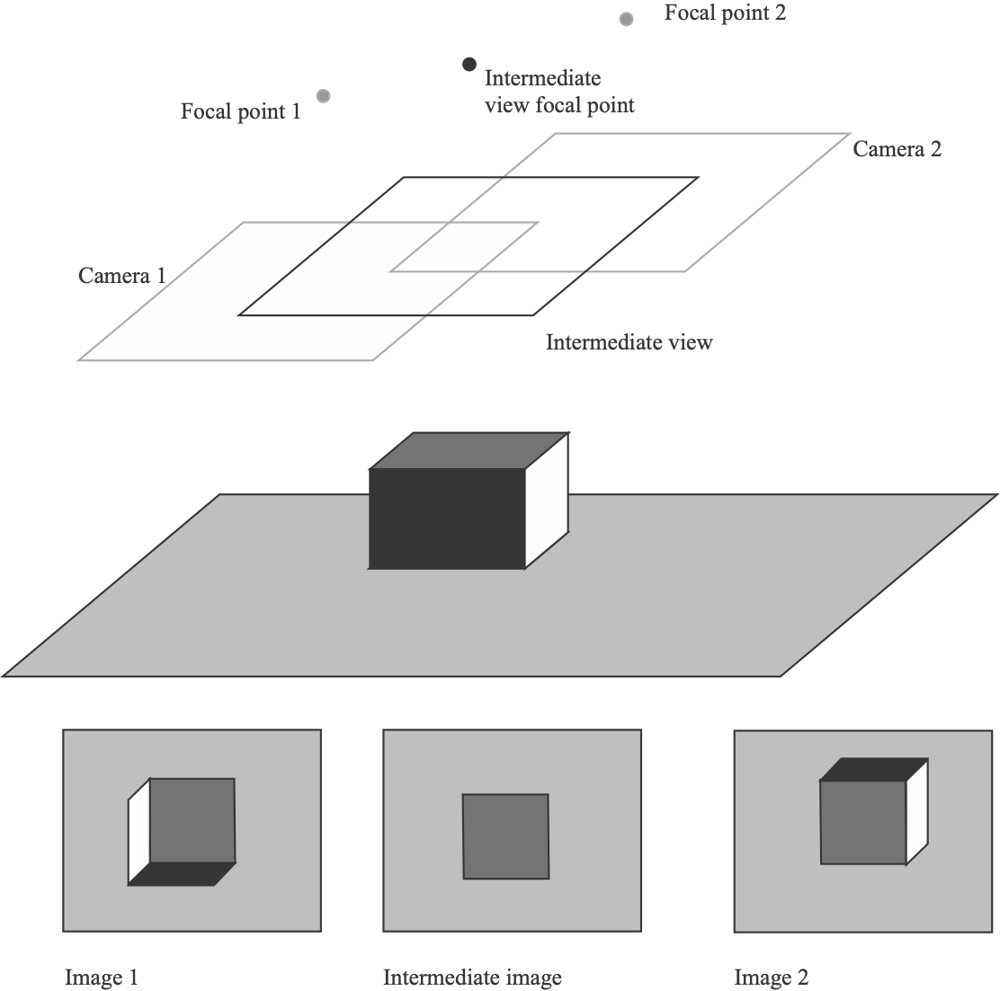 Focal point 2
Intermediate
view focal point
Focal point 1
Camera 2
Camera 1
Intermediate view
Image 1
Intermediate image
Image 2